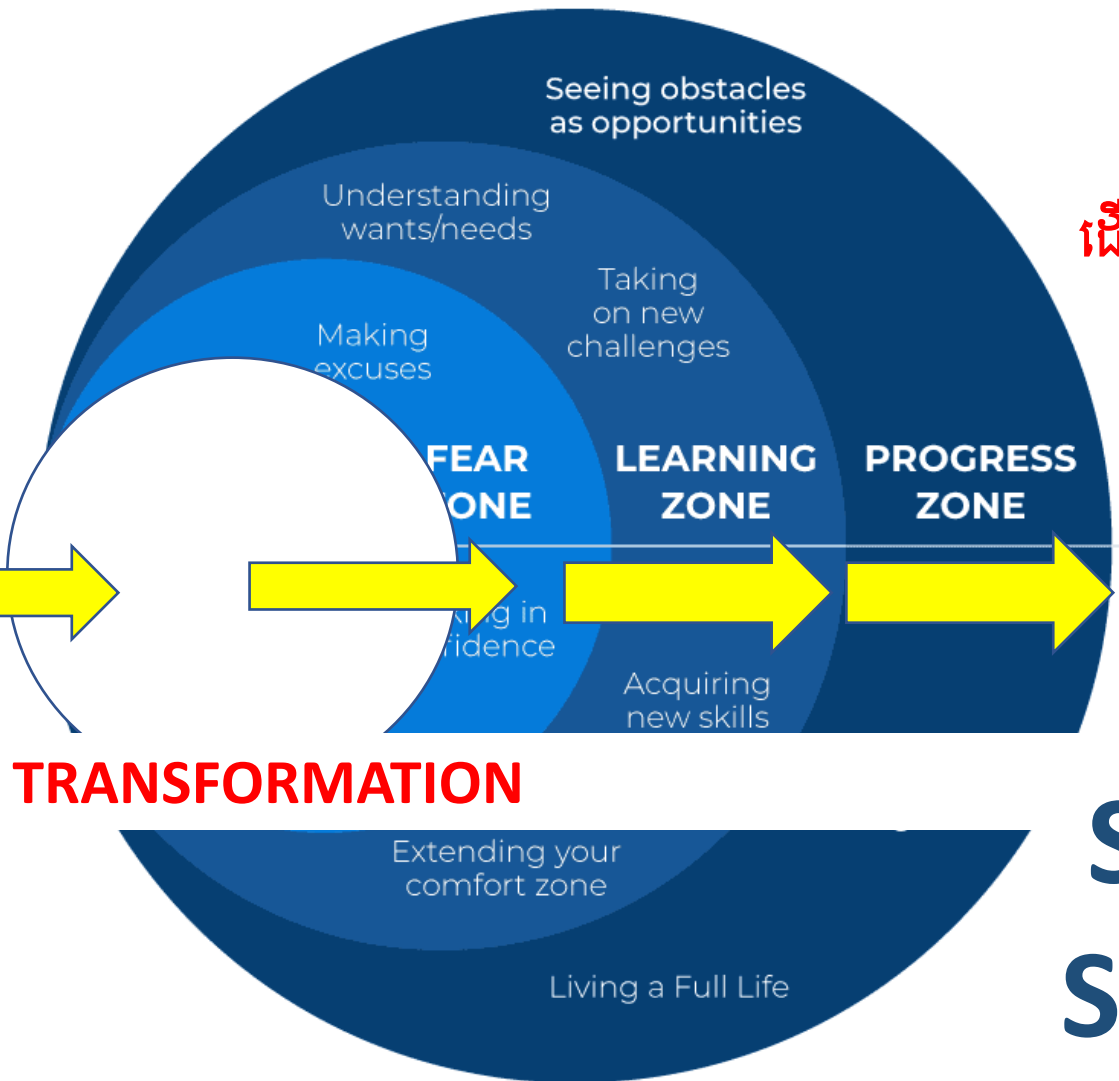 Seeing obstacles
as opportunities
Understanding
wants/needs
Taking
on new
challenges
Making
excuses
FEAR
LEARNING
ZONE
PROGRESS
ZONE
Acquiring
new skills
TRANSFORMATION
Extending your
comfort zone
Living a Full Life